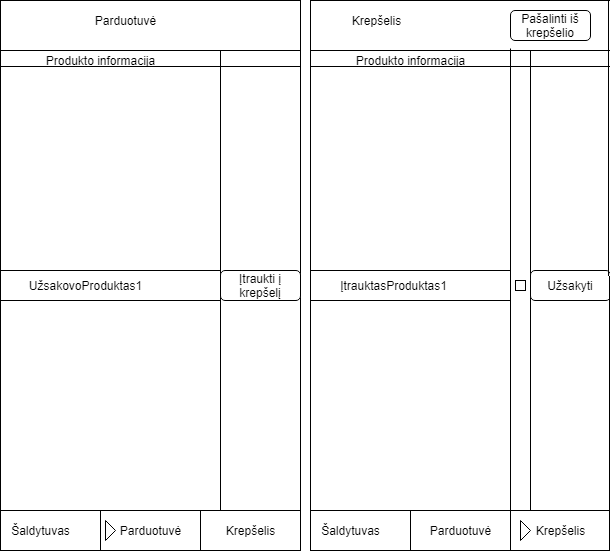 Parduotuvė
Produkto informacija
UžsakovoProduktas1
Įtraukti į
krepšelį
Šaldytuvas
Parduotuvė
Krepšelis
Krepšelis
Pašalinti iš
krepšelio
Produkto informacija
ĮtrauktasProduktas1
Užsakyti
Šaldytuvas
Parduotuvė
Krepšelis